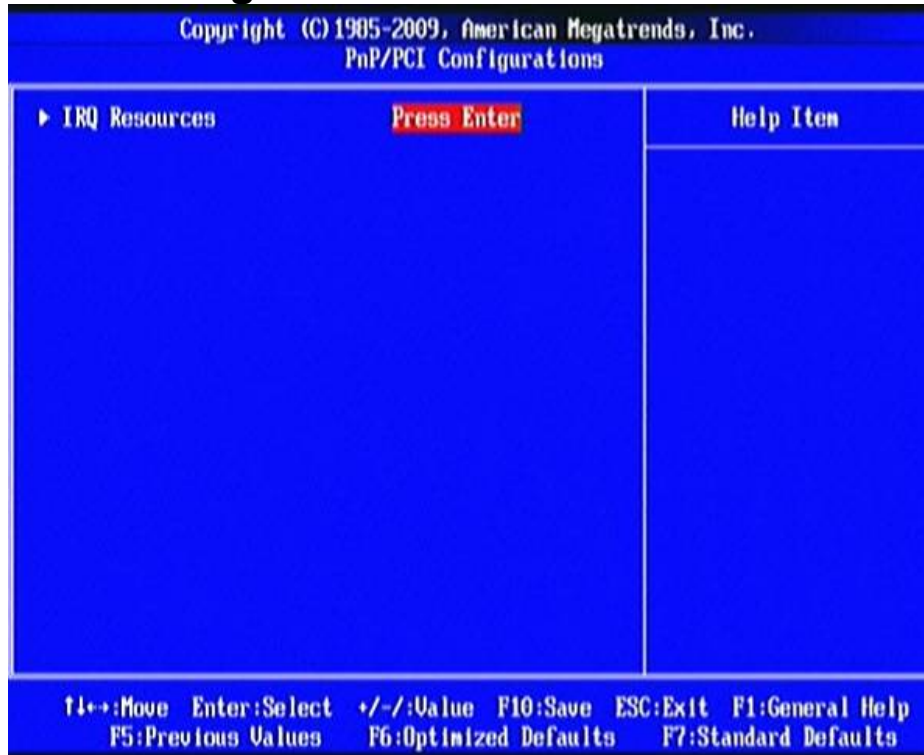 Copyright (C)1985-2009, American Megatrends, Inc.
PnP/PCI Configurations
▶ IRQ Resources Press Enter Help Item
↑↓←→:Move Enter:Select +/-/:Value F10:Save ESC:Exit F1:General Help
F5:Previous Values F6:Optimized Defaults F7:Standard Defaults